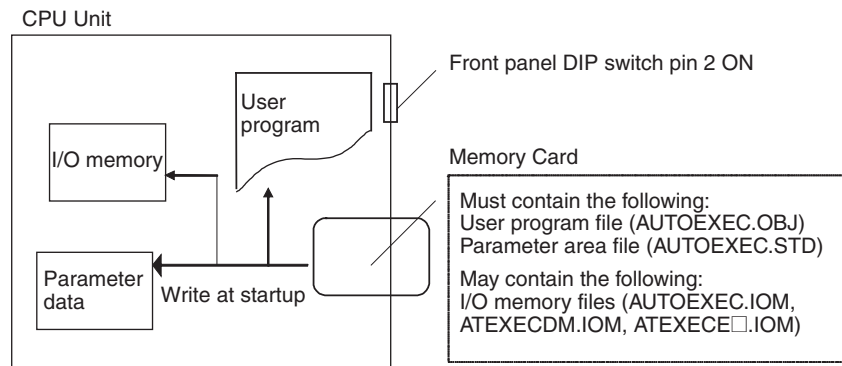 CPU Unit
Front panel DIP switch pin 2 ON
User
program
I/O memory
Memory Card
Must contain the following:
User program file (AUTOEXEC.OBJ)
Parameter area file (AUTOEXEC.STD)
May contain the following:
I/O memory files (AUTOEXEC.IOM,
ATEXECDM.IOM, ATEXECE□.IOM)
Parameter
data
Write at startup